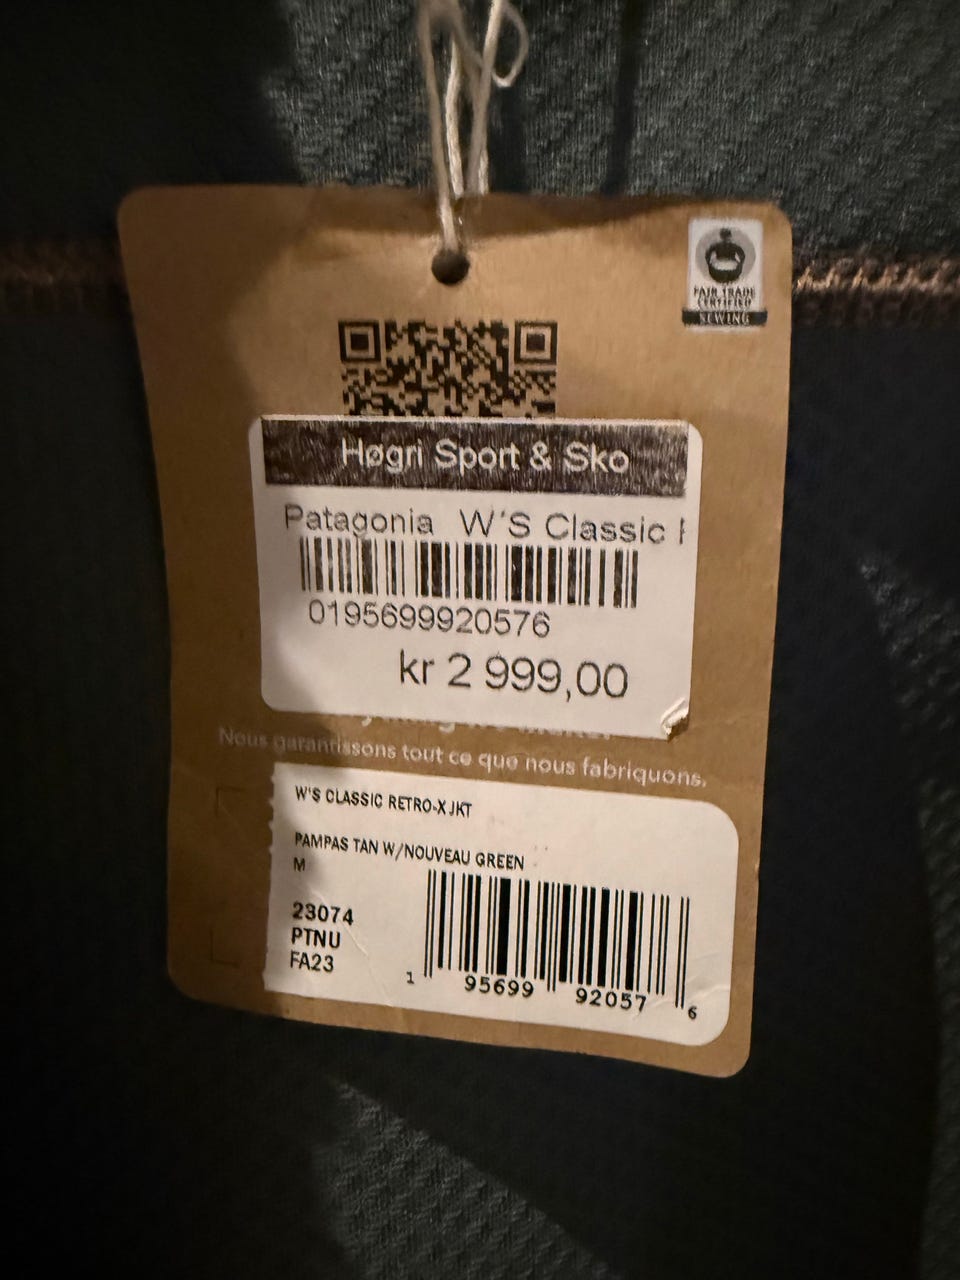 FAIR TRADE
CERTIFIED
SEWING
Høgri Sport & Sko
Patagonia W'S Classic
0195699920576
kr 2 999,00
Nous garantissons tout ce que nous fabriquons.
W'S CLASSIC RETRO-X JKT
PAMPAS TAN W/NOUVEAU GREEN
M
23074
PTNU
FA23
1 95699 92057 6